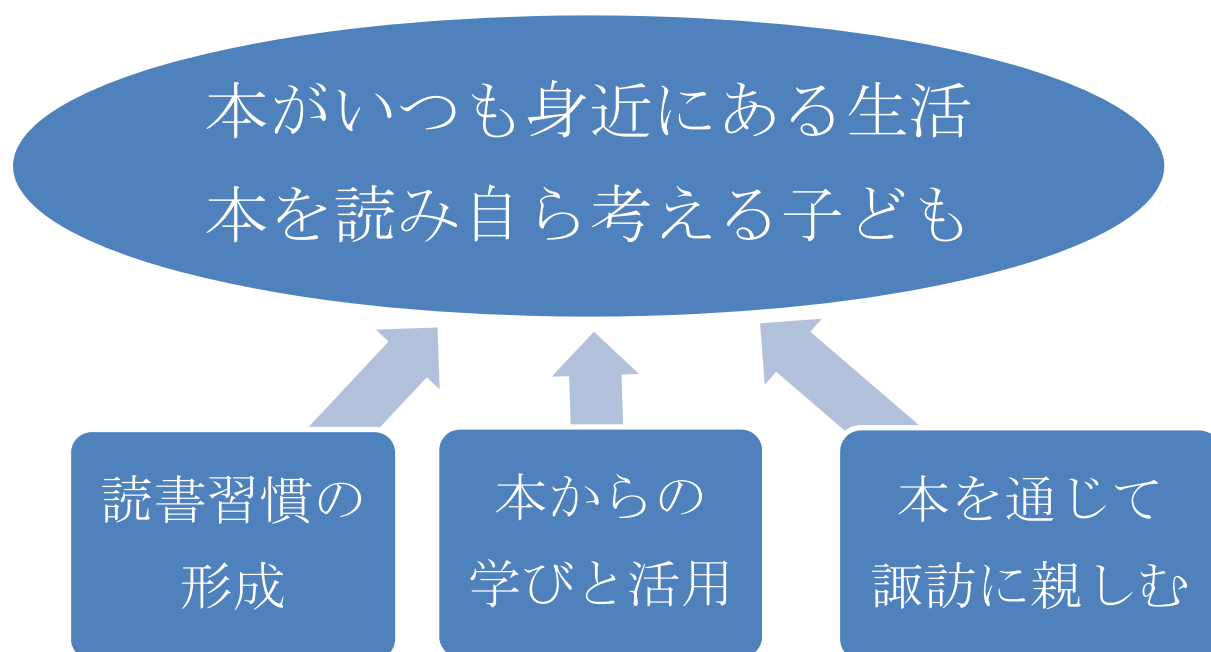 本がいつも身近にある生活
本を読み自ら考える子ども
読書習慣の
形成
本からの
学びと活用
本を通じて
諏訪に親しむ